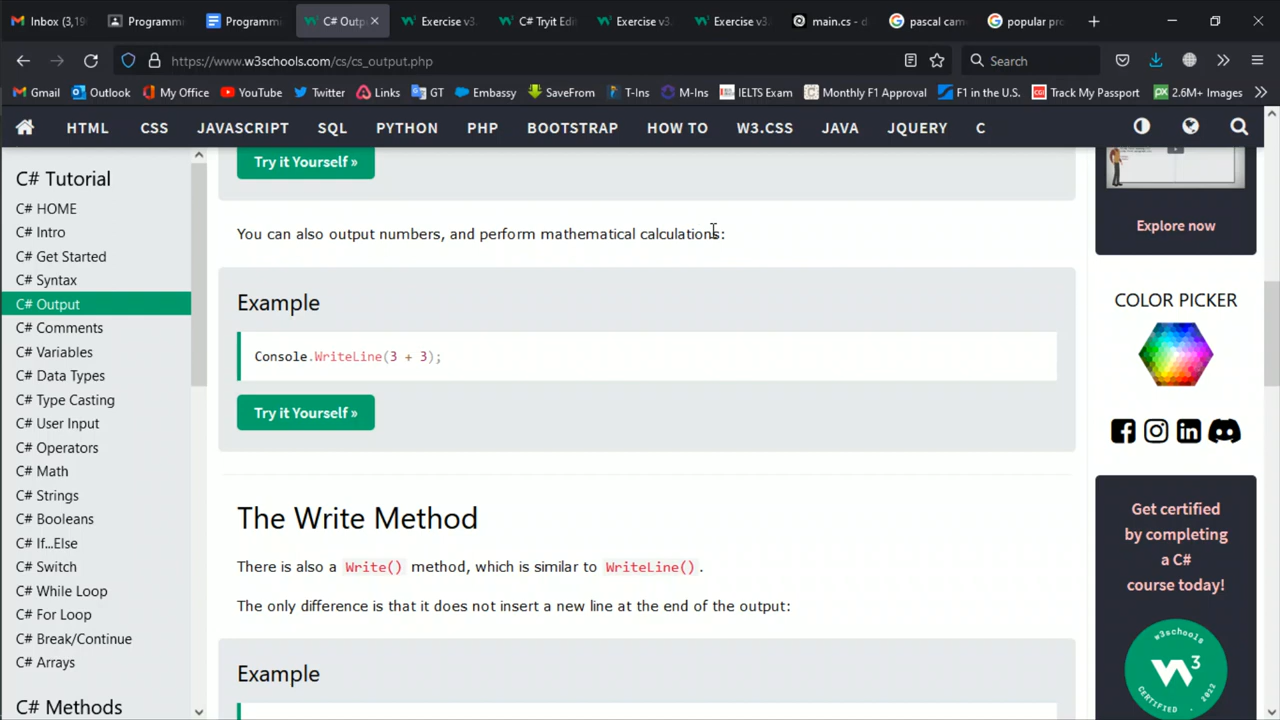 Inbox (3,19
Programmi
Programmi
C# Outp
Exercise v3.
C# Tryit Edi
Exercise v3.
Exercise v3.
main.cs - d
pascal cam
popular pro
https://www.w3schools.com/cs/cs_output.php
Search
Gmail
Outlook
My Office
YouTube
Twitter
Links
GT
Embassy
SaveFrom
T-Ins
M-Ins
IELTS Exam
Monthly F1 Approval
F1 in the U.S.
Track My Passport
2.6M+ Images
HTML
CSS
JAVASCRIPT
SQL
PYTHON
PHP
BOOTSTRAP
HOW TO
W3.CSS
JAVA
JQUERY
C
C# Tutorial
C# HOME
C# Intro
C# Get Started
C# Syntax
C# Output
C# Comments
C# Variables
C# Data Types
C# Type Casting
C# User Input
C# Operators
C# Math
C# Strings
C# Booleans
C# If...Else
C# Switch
C# While Loop
C# For Loop
C# Break/Continue
C# Arrays
C# Methods
Try it Yourself »
You can also output numbers, and perform mathematical calculations:
Example
Console.WriteLine(3 + 3);
Try it Yourself »
The Write Method
There is also a Write() method, which is similar to WriteLine().
The only difference is that it does not insert a new line at the end of the output:
Example
Explore now
COLOR PICKER
Get certified
by completing
a C#
course today!
w3schools
W3
CERTIFIED . 2022